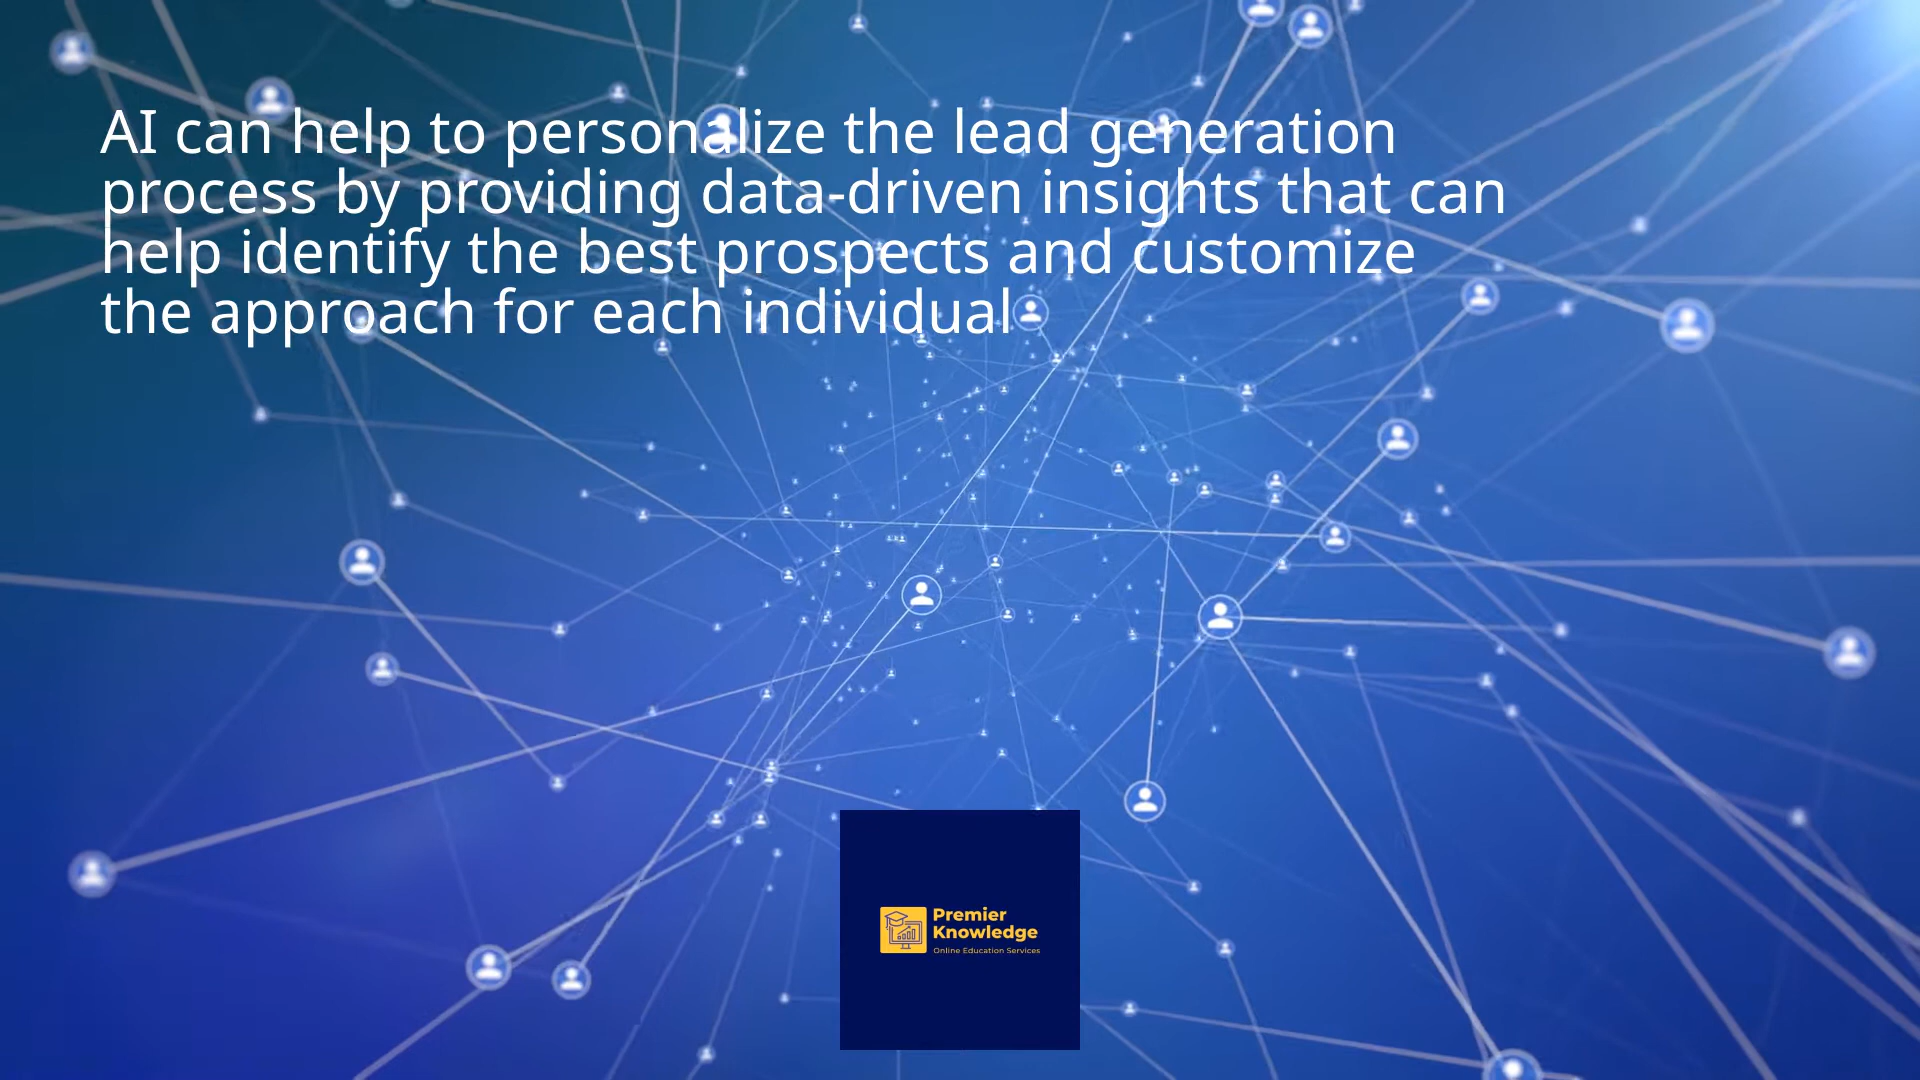 AI can help to personalize the lead generation
process by providing data-driven insights that can
help identify the best prospects and customize
the approach for each individual
Premier
Knowledge
Online Education Services